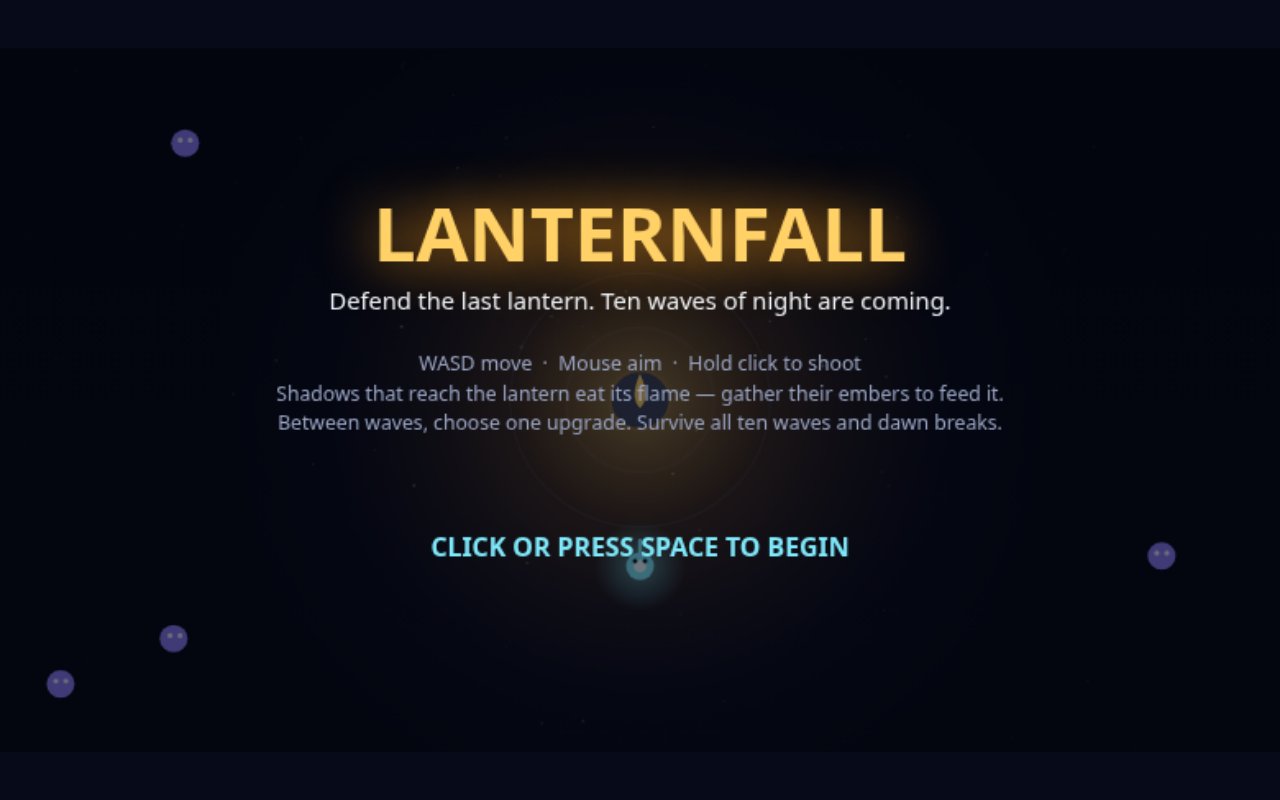 LANTERNFALL
Defend the last lantern. Ten waves of night are coming.
WASD move · Mouse aim · Hold click to shoot
Shadows that reach the lantern eat its flame — gather their embers to feed it.
Between waves, choose one upgrade. Survive all ten waves and dawn breaks.
CLICK OR PRESS SPACE TO BEGIN